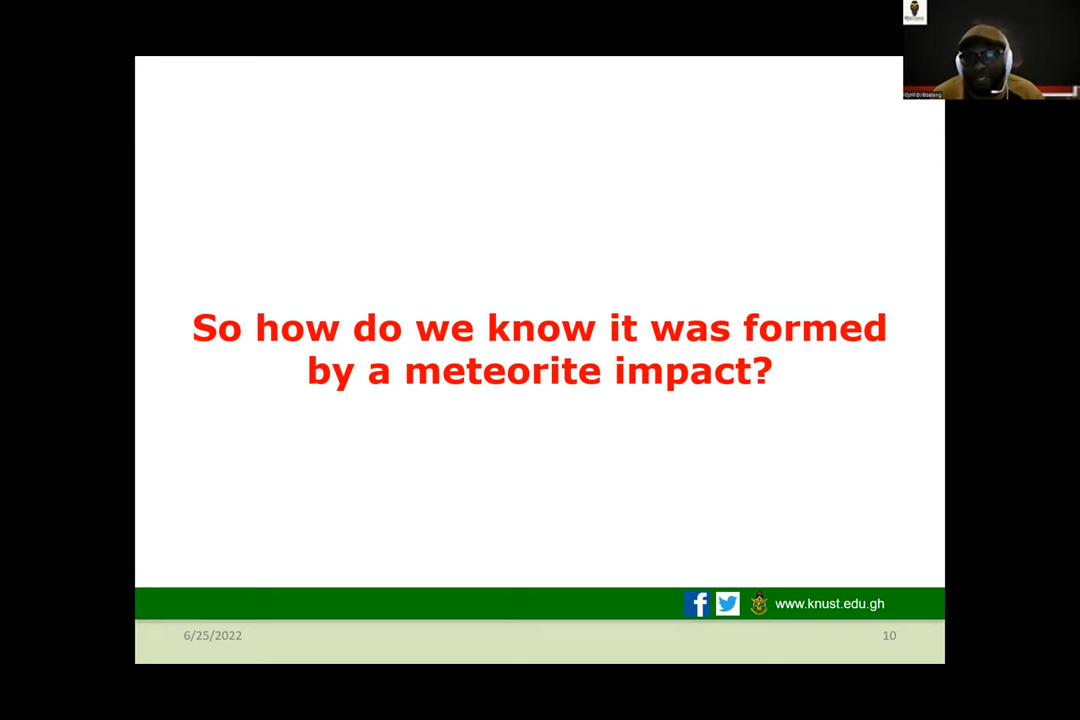 So how do we know it was formed
by a meteorite impact?
www.knust.edu.gh
6/25/2022
10